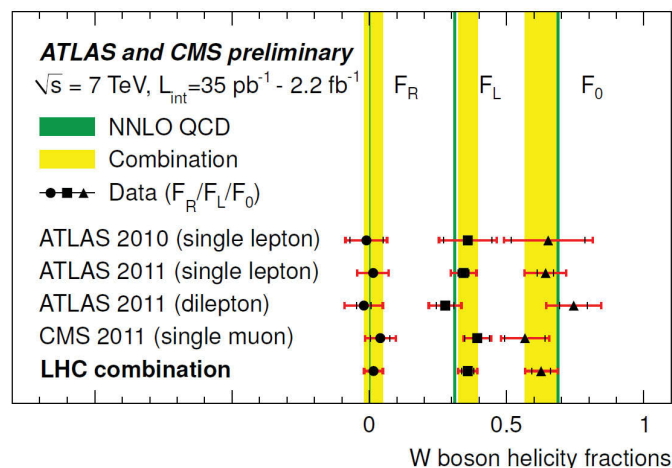 ATLAS and CMS preliminary
√s = 7 TeV, L_int=35 pb⁻¹ - 2.2 fb⁻¹
F_R F_L F_0
NNLO QCD
Combination
Data (F_R/F_L/F_0)
ATLAS 2010 (single lepton)
ATLAS 2011 (single lepton)
ATLAS 2011 (dilepton)
CMS 2011 (single muon)
LHC combination
0 0.5 1
W boson helicity fractions